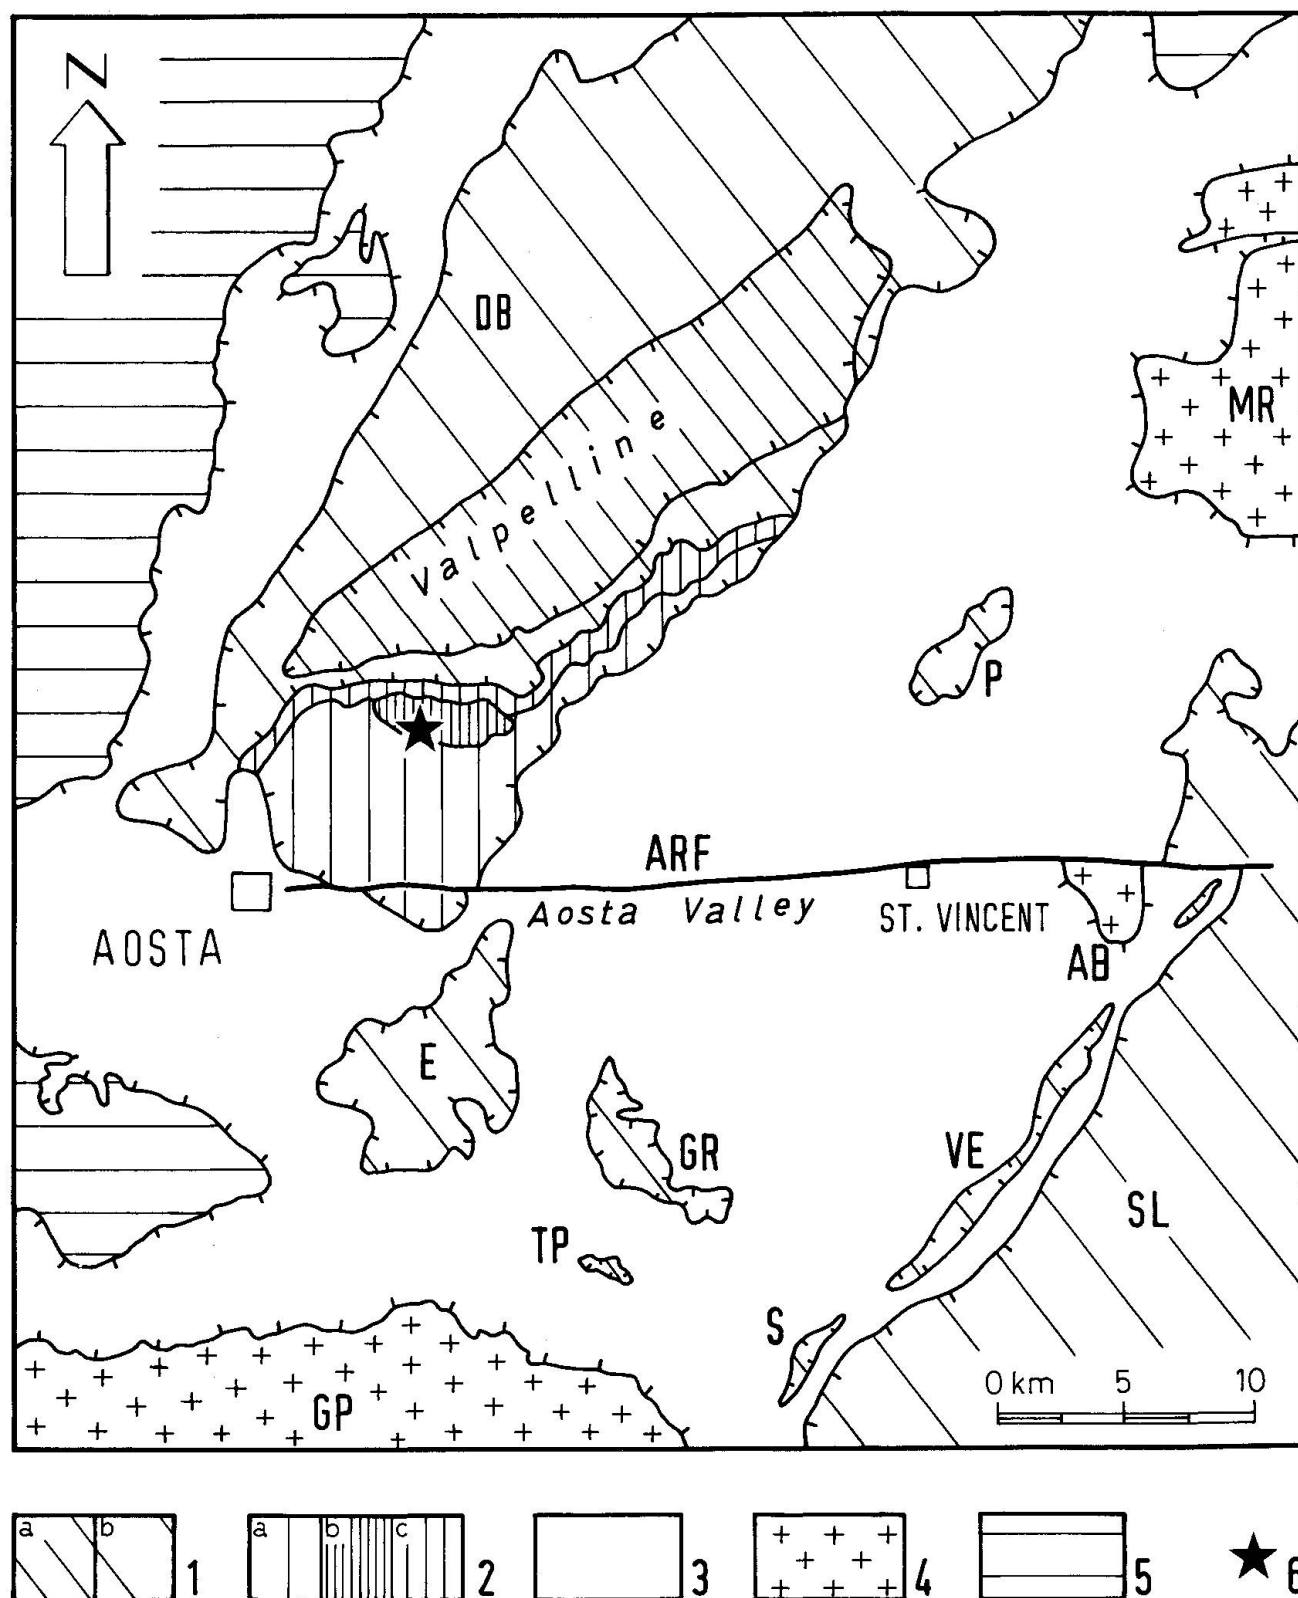 N
DB
MR
Valpelline
P
ARF
Aosta Valley
ST. VINCENT
AOSTA
AB
E
GR
VE
SL
TP
S
0 km 5 10
GP
a b 1 a b c 2 3 4 5 6